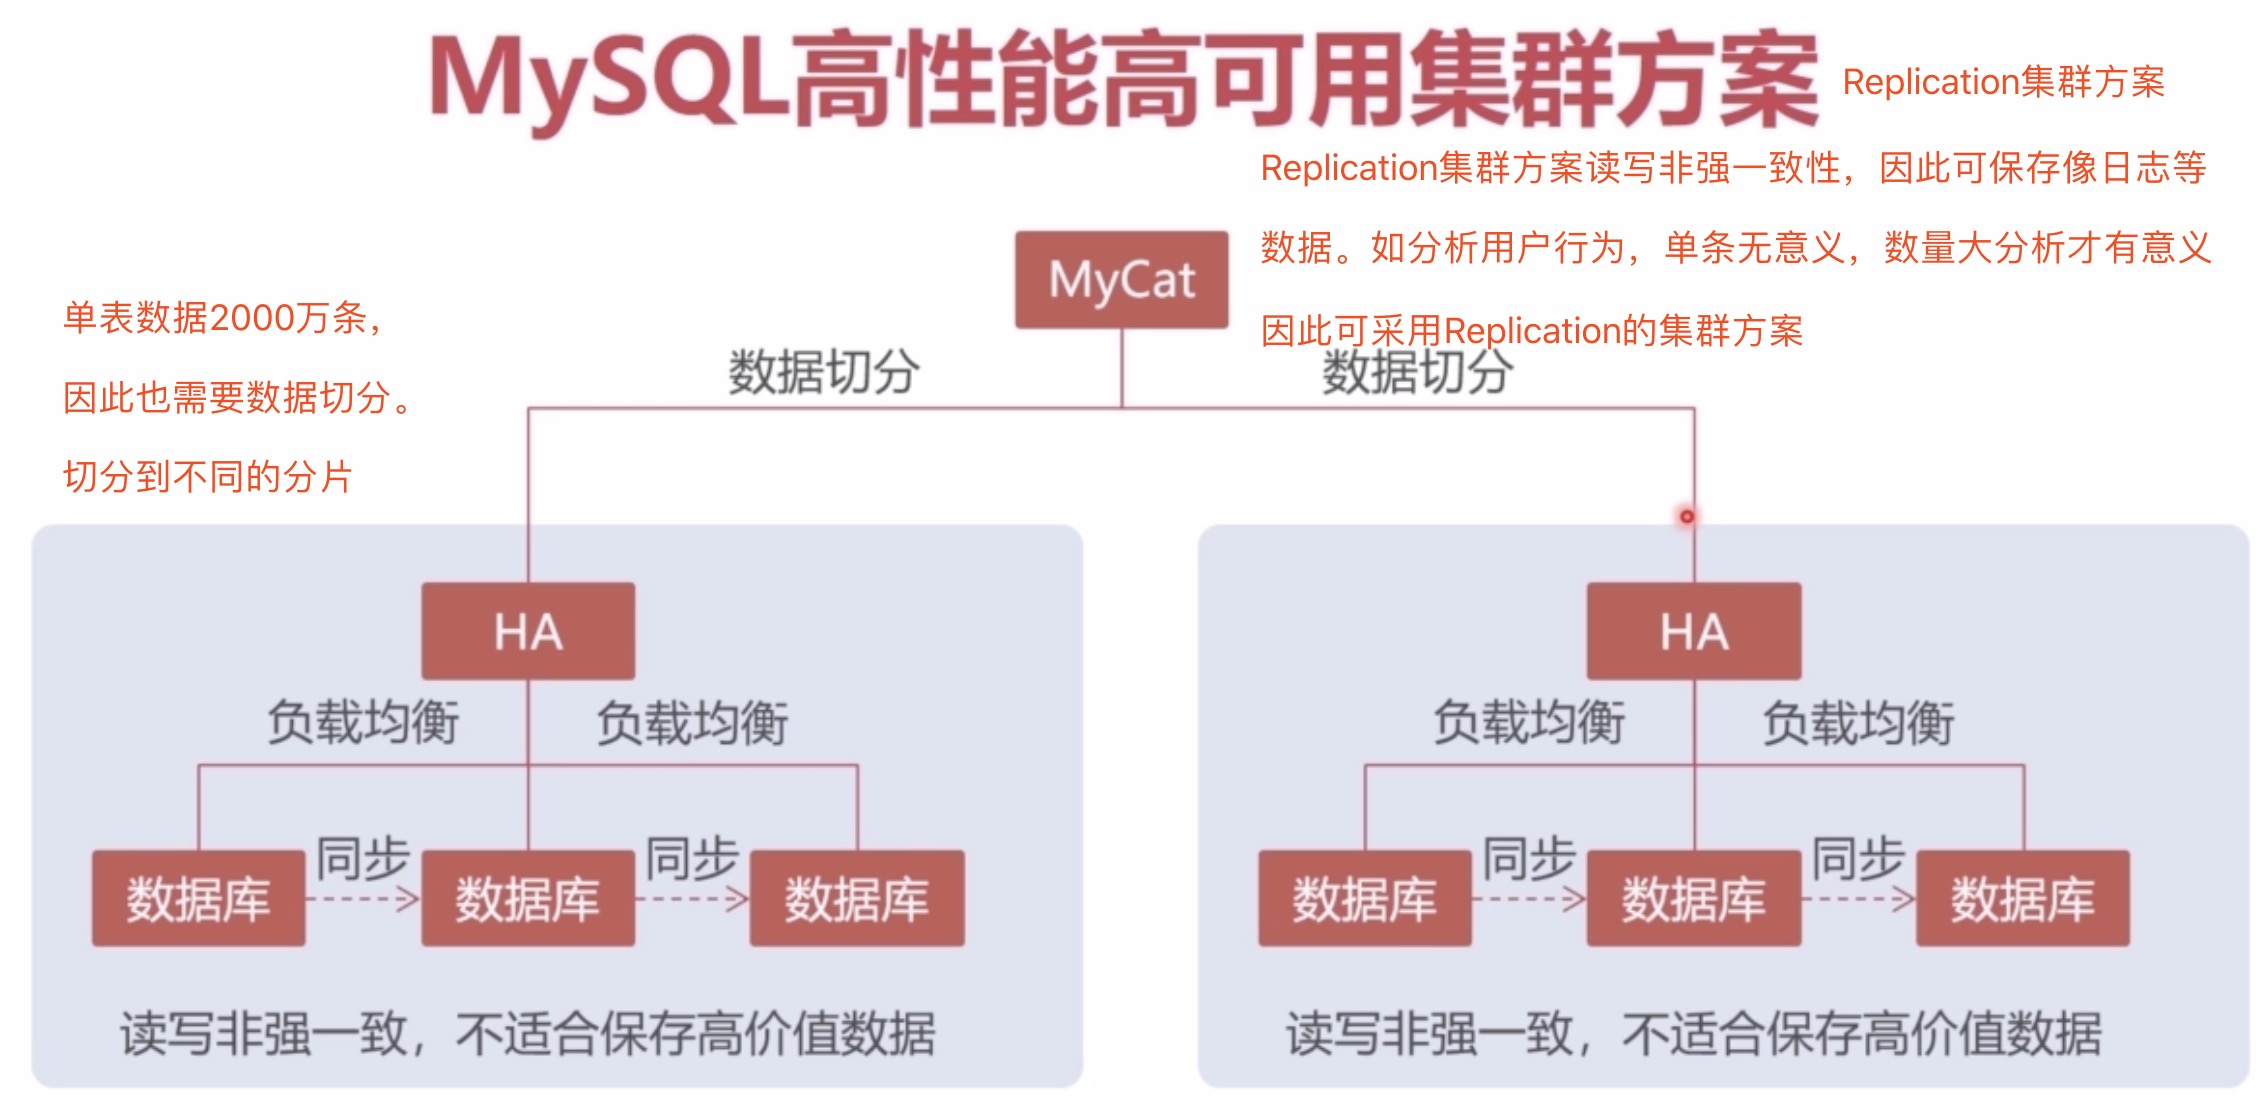 MySQL高性能高可用集群方案
Replication集群方案
Replication集群方案读写非强一致性，因此可保存像日志等
数据。如分析用户行为，单条无意义，数量大分析才有意义
因此可采用Replication的集群方案
MyCat
单表数据2000万条，
因此也需要数据切分。
切分到不同的分片
数据切分
数据切分
HA
负载均衡
负载均衡
数据库
同步
数据库
同步
数据库
读写非强一致，不适合保存高价值数据
HA
负载均衡
负载均衡
数据库
同步
数据库
同步
数据库
读写非强一致，不适合保存高价值数据